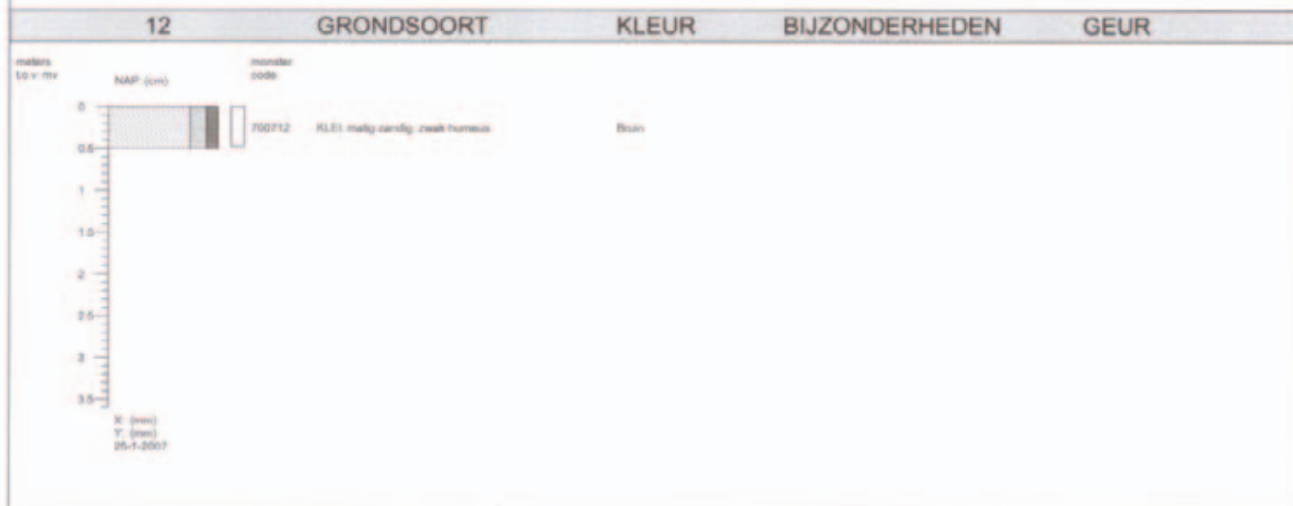 12 GRONDSOORT KLEUR BIJZONDERHEDEN GEUR
meters monster
t.o.v. mv NAP: (cm) code
0
700712 KLEI, matig zandig, zwak humeus Bruin
0.5
1
1.5
2
2.5
3
3.5
X: (mm)
Y: (mm)
25-1-2007